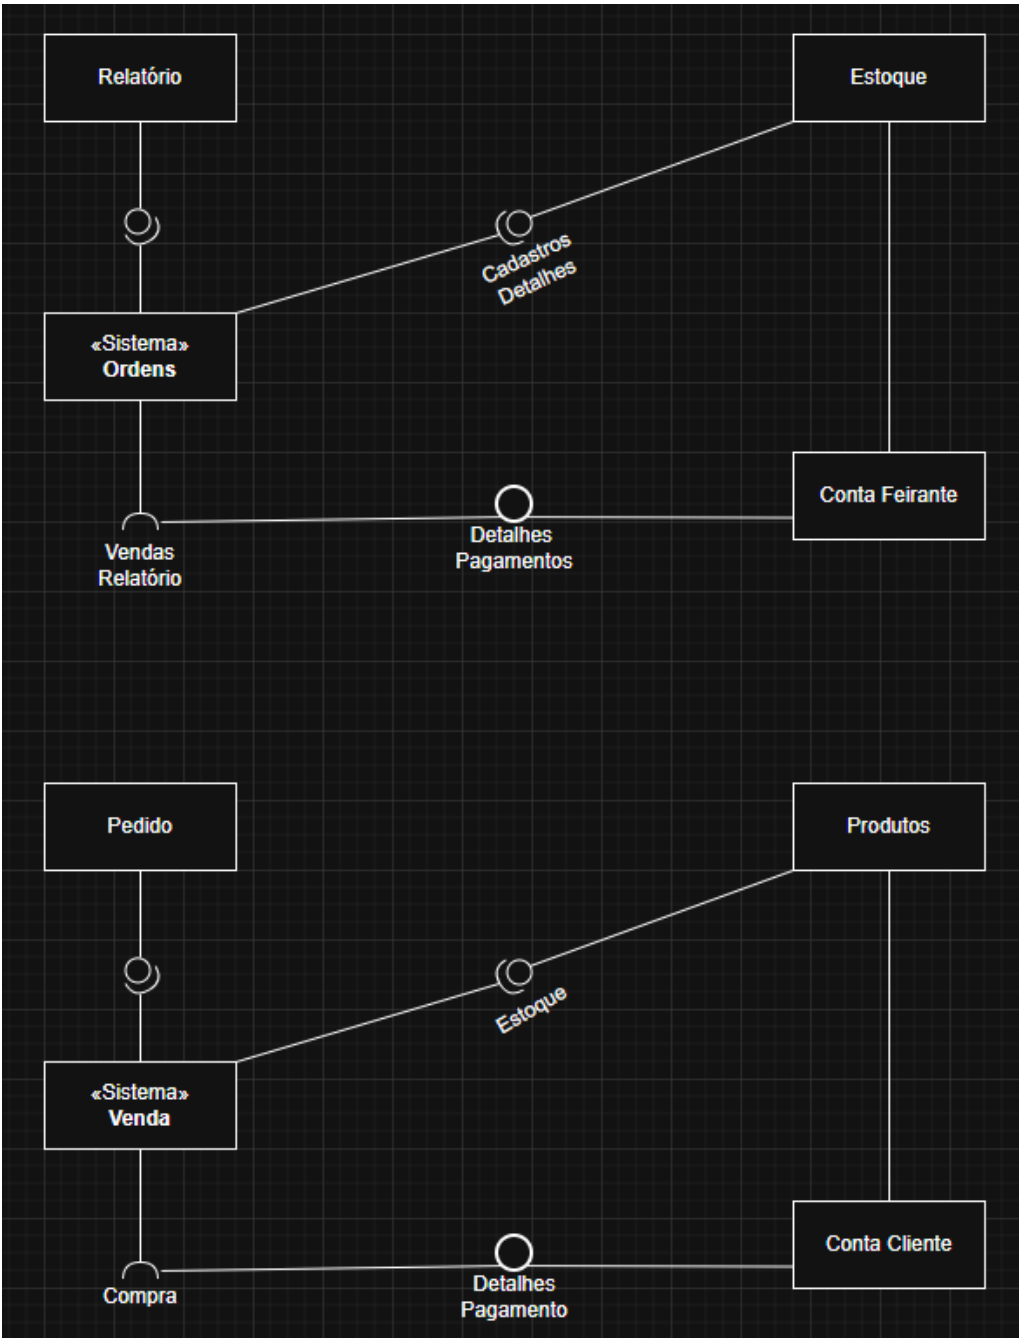 Relatório
Estoque
Cadastros
Detalhes
«Sistema»
Ordens
Conta Feirante
Detalhes
Pagamentos
Vendas
Relatório
Pedido
Produtos
Estoque
«Sistema»
Venda
Conta Cliente
Detalhes
Pagamento
Compra